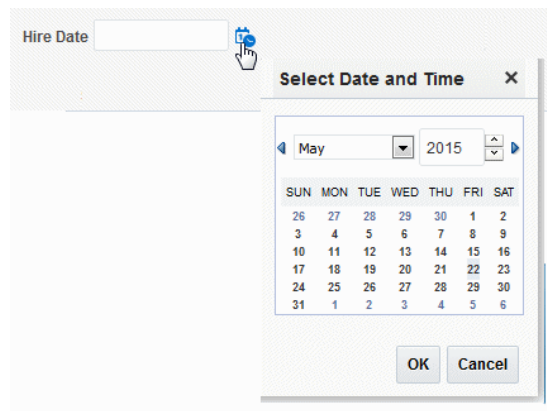 Hire Date
Select Date and Time
May 2015
SUN MON TUE WED THU FRI SAT
26 27 28 29 30 1 2
3 4 5 6 7 8 9
10 11 12 13 14 15 16
17 18 19 20 21 22 23
24 25 26 27 28 29 30
31 1 2 3 4 5 6
OK Cancel